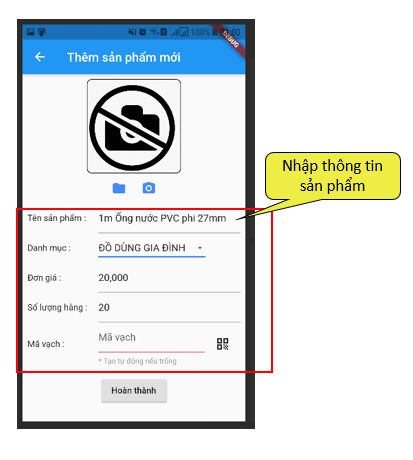 100% 00
DEBUG
Thêm sản phẩm mới
Nhập thông tin
sản phẩm
Tên sản phẩm : 1m Ống nước PVC phi 27mm
Danh mục : ĐỒ DÙNG GIA ĐÌNH
Đơn giá : 20,000
Số lượng hàng : 20
Mã vạch : Mã vạch
* Tạo tự động nếu trống
Hoàn thành